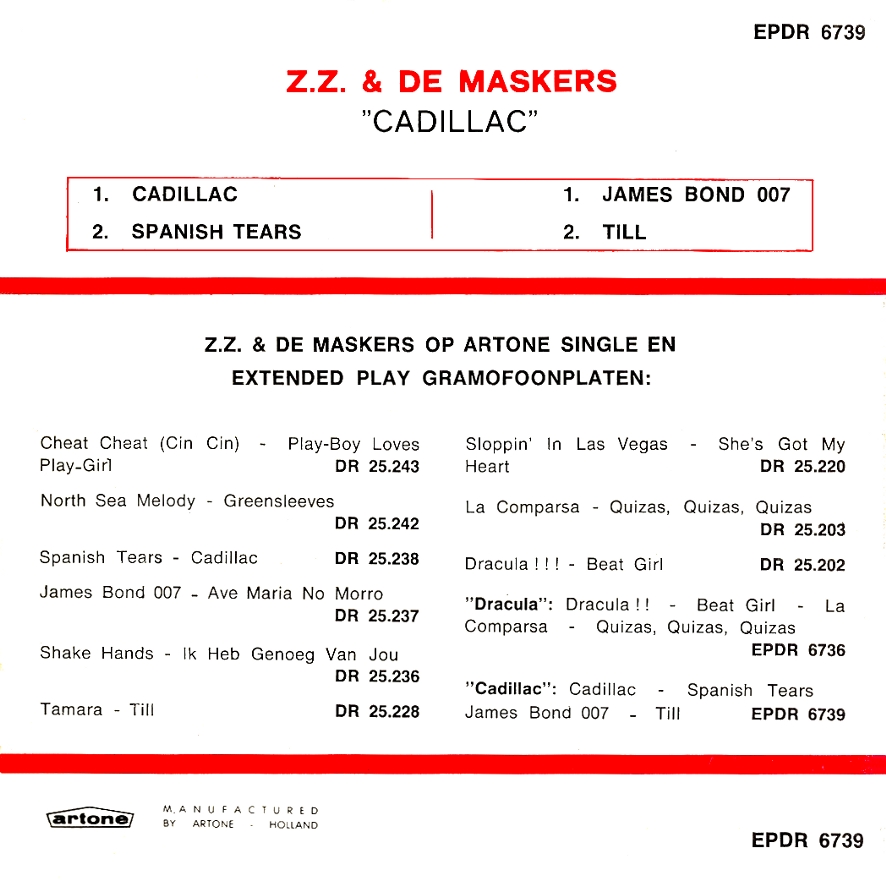 EPDR 6739
Z.Z. & DE MASKERS
”CADILLAC”
1. CADILLAC
2. SPANISH TEARS
1. JAMES BOND 007
2. TILL
Z.Z. & DE MASKERS OP ARTONE SINGLE EN
EXTENDED PLAY GRAMOFOONPLATEN:
Cheat Cheat (Cin Cin) - Play-Boy Loves
Play-Girl DR 25.243
North Sea Melody - Greensleeves
DR 25.242
Spanish Tears - Cadillac DR 25.238
James Bond 007 - Ave Maria No Morro
DR 25.237
Shake Hands - Ik Heb Genoeg Van Jou
DR 25.236
Tamara - Till DR 25.228
Sloppin' In Las Vegas - She's Got My
Heart DR 25.220
La Comparsa - Quizas, Quizas, Quizas
DR 25.203
Dracula ! ! ! - Beat Girl DR 25.202
”Dracula”: Dracula ! ! - Beat Girl - La
Comparsa - Quizas, Quizas, Quizas
EPDR 6736
”Cadillac”: Cadillac - Spanish Tears
James Bond 007 - Till EPDR 6739
artone
MANUFACTURED
BY ARTONE - HOLLAND
EPDR 6739